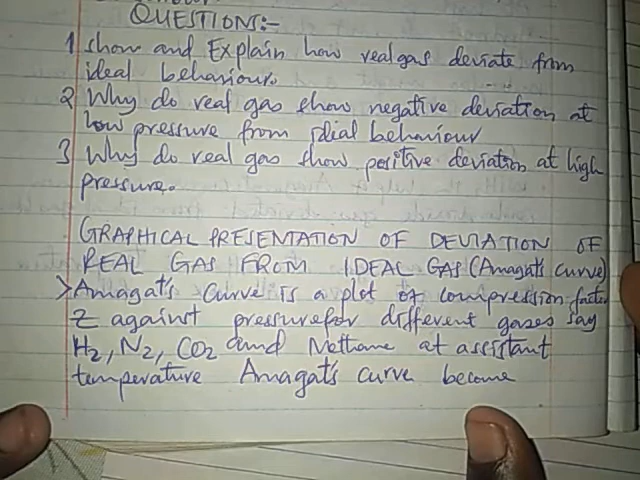 QUESTIONS:-
1 Show and Explain how real gas deviate from
ideal behaviour.
2 Why do real gas show negative deviation at
low pressure from idial behaviour
3 Why do real gas show positive deviation at high
pressure.
GRAPHICAL PRESENTATION OF DEVIATION OF
REAL GAS FROM IDEAL GAS (Amagat's curve)
> Amagat's Curve is a plot of compression factor
Z against pressure for different gases say
H2, N2, CO2 and Methane at assistant
temperature Amagat's curve become